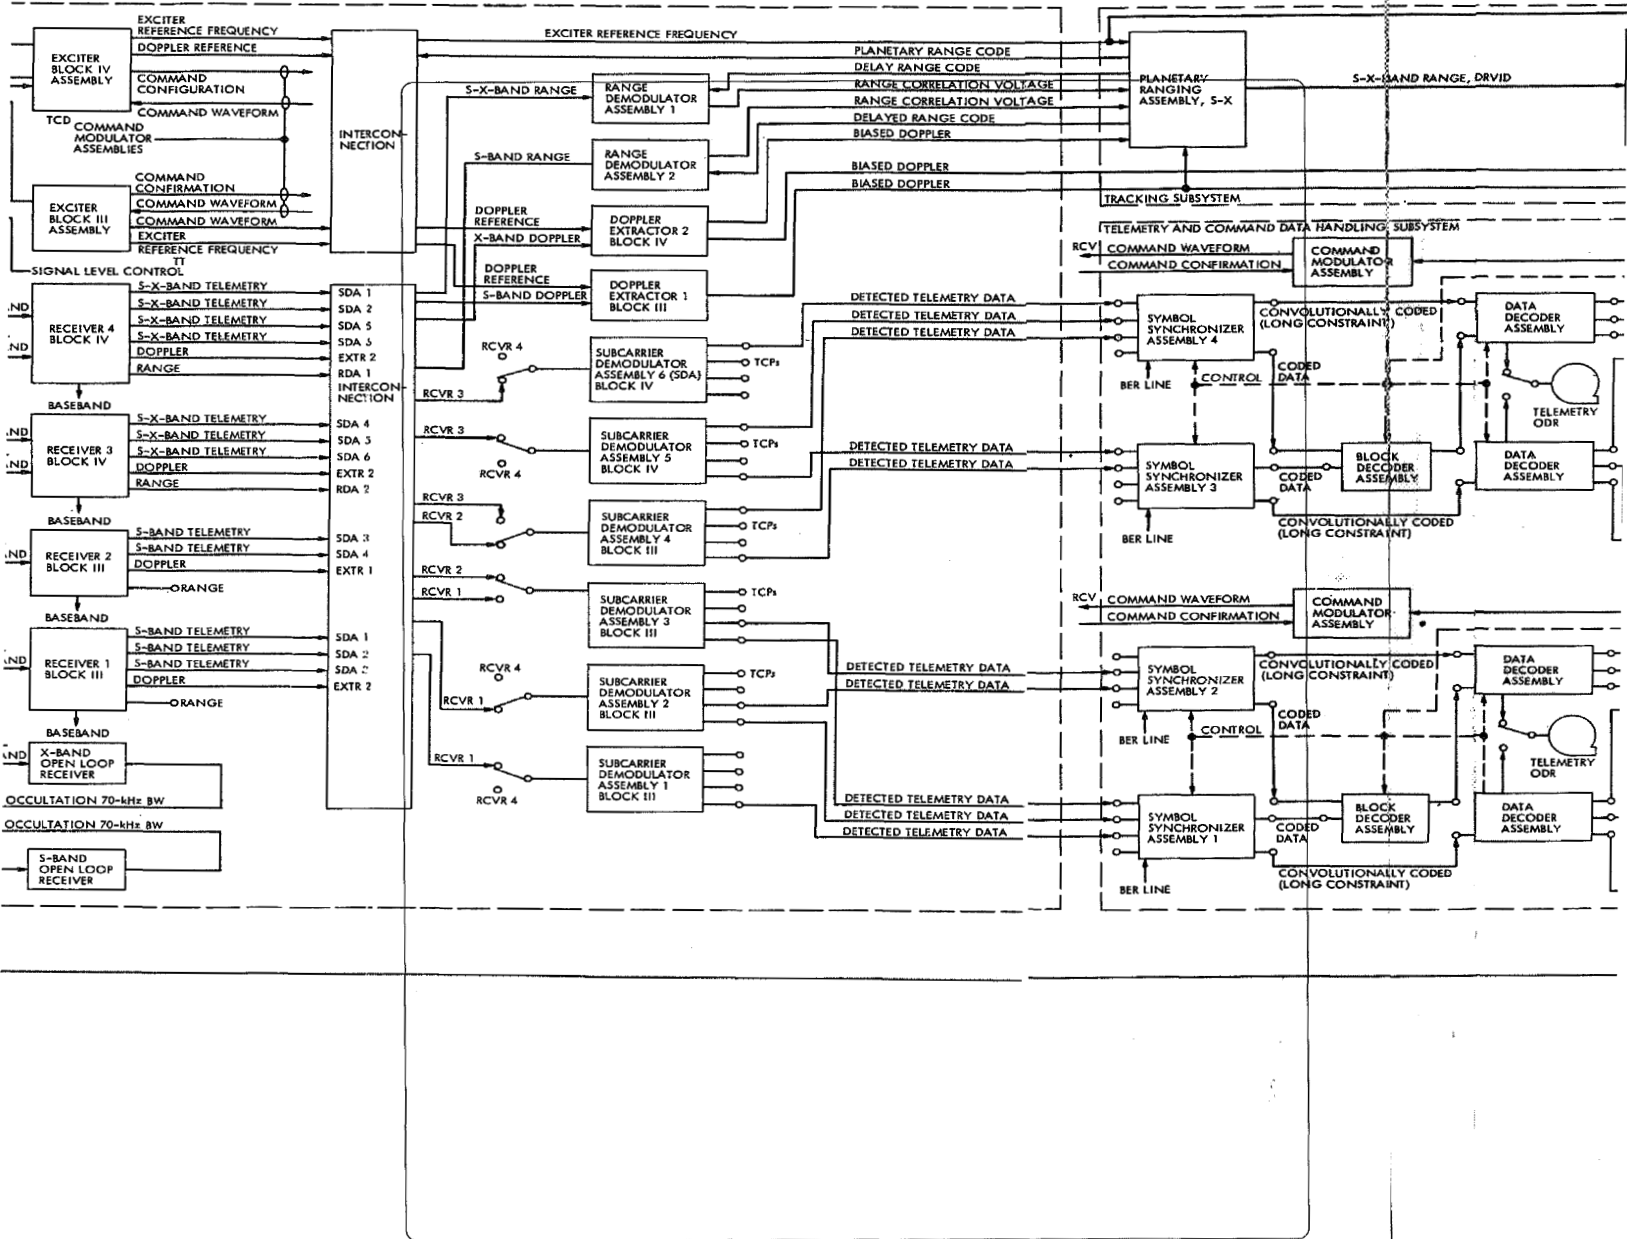 EXCITER
REFERENCE FREQUENCY
DOPPLER REFERENCE
EXCITER
BLOCK IV
ASSEMBLY
COMMAND
CONFIGURATION
COMMAND WAVEFORM
TCD
COMMAND
MODULATOR
ASSEMBLIES
COMMAND
CONFIRMATION
COMMAND WAVEFORM
COMMAND WAVEFORM
EXCITER
REFERENCE FREQUENCY
TT
EXCITER
BLOCK III
ASSEMBLY
SIGNAL LEVEL CONTROL
INTERCON-
NECTION
EXCITER REFERENCE FREQUENCY
PLANETARY RANGE CODE
DELAY RANGE CODE
RANGE CORRELATION VOLTAGE
RANGE CORRELATION VOLTAGE
DELAYED RANGE CODE
BIASED DOPPLER
BIASED DOPPLER
BIASED DOPPLER
S-X-BAND RANGE
RANGE
DEMODULATOR
ASSEMBLY 1
S-BAND RANGE
RANGE
DEMODULATOR
ASSEMBLY 2
DOPPLER
REFERENCE
X-BAND DOPPLER
DOPPLER
EXTRACTOR 2
BLOCK IV
DOPPLER
REFERENCE
S-BAND DOPPLER
DOPPLER
EXTRACTOR 1
BLOCK III
PLANETARY
RANGING
ASSEMBLY, S-X
S-X-BAND RANGE, DRVID
TRACKING SUBSYSTEM
TELEMETRY AND COMMAND DATA HANDLING SUBSYSTEM
RCV
COMMAND WAVEFORM
COMMAND CONFIRMATION
COMMAND
MODULATOR
ASSEMBLY
ND
ND
RECEIVER 4
BLOCK IV
S-X-BAND TELEMETRY
S-X-BAND TELEMETRY
S-X-BAND TELEMETRY
S-X-BAND TELEMETRY
DOPPLER
RANGE
BASEBAND
SDA 1
SDA 2
SDA 5
SDA 5
EXTR 2
RDA 1
INTERCON-
NECTION
ND
ND
RECEIVER 3
BLOCK IV
S-X-BAND TELEMETRY
S-X-BAND TELEMETRY
S-X-BAND TELEMETRY
DOPPLER
RANGE
BASEBAND
SDA 4
SDA 5
SDA 6
EXTR 2
RDA 2
ND
RECEIVER 2
BLOCK III
S-BAND TELEMETRY
S-BAND TELEMETRY
DOPPLER
RANGE
BASEBAND
SDA 3
SDA 4
EXTR 1
ND
RECEIVER 1
BLOCK III
S-BAND TELEMETRY
S-BAND TELEMETRY
S-BAND TELEMETRY
DOPPLER
RANGE
BASEBAND
SDA 1
SDA 2
SDA
EXTR 2
ND
X-BAND
OPEN LOOP
RECEIVER
OCCULTATION 70-kHz BW
OCCULTATION 70-kHz BW
S-BAND
OPEN LOOP
RECEIVER
RCVR 4
RCVR 3
SUBCARRIER
DEMODULATOR
ASSEMBLY 6 (SDA)
BLOCK IV
TCPs
RCVR 3
RCVR 4
SUBCARRIER
DEMODULATOR
ASSEMBLY 5
BLOCK IV
TCPs
RCVR 3
RCVR 2
SUBCARRIER
DEMODULATOR
ASSEMBLY 4
BLOCK III
TCPs
RCVR 2
RCVR 1
SUBCARRIER
DEMODULATOR
ASSEMBLY 3
BLOCK III
TCPs
RCVR 4
RCVR 1
SUBCARRIER
DEMODULATOR
ASSEMBLY 2
BLOCK III
TCPs
RCVR 1
RCVR 4
SUBCARRIER
DEMODULATOR
ASSEMBLY 1
BLOCK III
DETECTED TELEMETRY DATA
DETECTED TELEMETRY DATA
DETECTED TELEMETRY DATA
DETECTED TELEMETRY DATA
DETECTED TELEMETRY DATA
DETECTED TELEMETRY DATA
DETECTED TELEMETRY DATA
DETECTED TELEMETRY DATA
DETECTED TELEMETRY DATA
DETECTED TELEMETRY DATA
SYMBOL
SYNCHRONIZER
ASSEMBLY 4
BER LINE
CONTROL
CONVOLUTIONALLY CODED
(LONG CONSTRAINT)
CODED
DATA
DATA
DECODER
ASSEMBLY
TELEMETRY
ODR
SYMBOL
SYNCHRONIZER
ASSEMBLY 3
BER LINE
CODED
DATA
BLOCK
DECODER
ASSEMBLY
DATA
DECODER
ASSEMBLY
CONVOLUTIONALLY CODED
(LONG CONSTRAINT)
RCV
COMMAND WAVEFORM
COMMAND CONFIRMATION
COMMAND
MODULATOR
ASSEMBLY
SYMBOL
SYNCHRONIZER
ASSEMBLY 2
BER LINE
CONTROL
CONVOLUTIONALLY CODED
(LONG CONSTRAINT)
CODED
DATA
DATA
DECODER
ASSEMBLY
TELEMETRY
ODR
SYMBOL
SYNCHRONIZER
ASSEMBLY 1
BER LINE
CODED
DATA
BLOCK
DECODER
ASSEMBLY
DATA
DECODER
ASSEMBLY
CONVOLUTIONALLY CODED
(LONG CONSTRAINT)